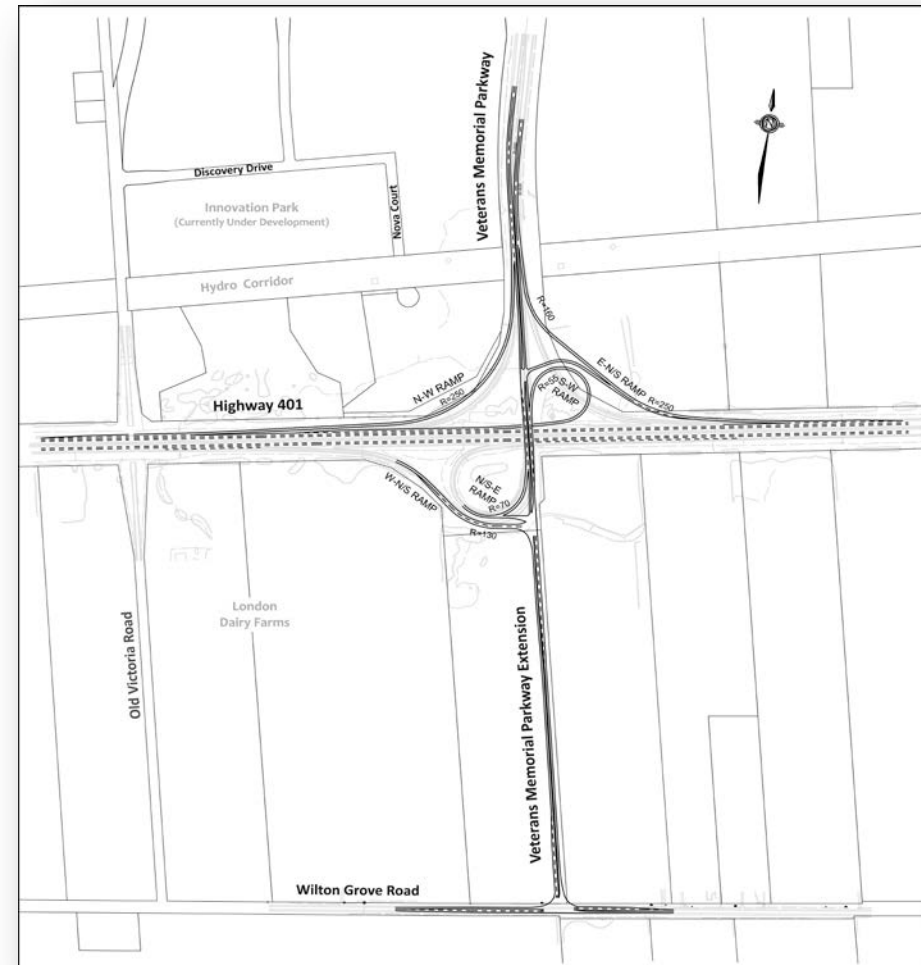 Veterans Memorial Parkway
Discovery Drive
Innovation Park
(Currently Under Development)
Nova Court
Hydro Corridor
N
R=160
E-N/S RAMP
R=250
N-W RAMP
R=250
R=55
S-W
RAMP
Highway 401
W-N/S RAMP
R=130
N/S-E
RAMP
R=70
London
Dairy Farms
Old Victoria Road
Veterans Memorial Parkway Extension
Wilton Grove Road